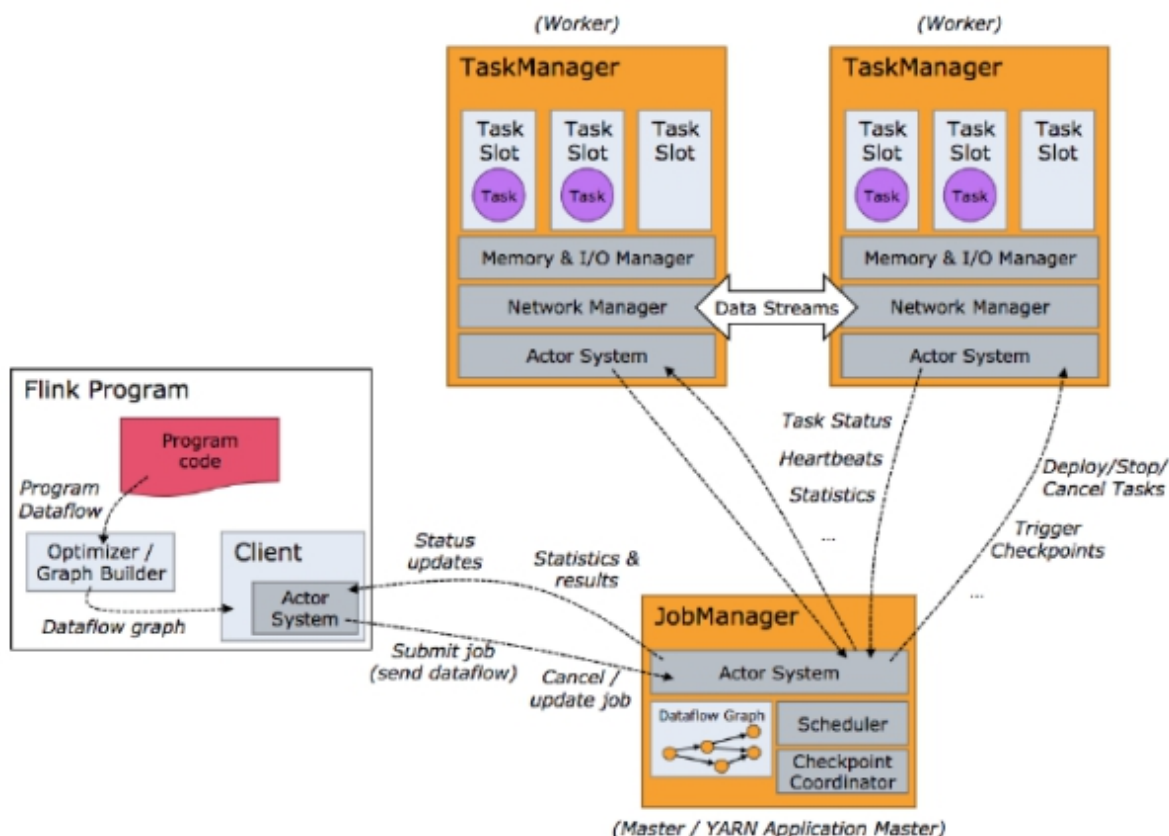 (Worker)
(Worker)
TaskManager
TaskManager
Task
Slot
Task
Slot
Task
Slot
Task
Task
Task
Slot
Task
Slot
Task
Slot
Task
Task
Memory & I/O Manager
Memory & I/O Manager
Network Manager
Data Streams
Network Manager
Actor System
Actor System
Flink Program
Program
code
Program
Dataflow
Optimizer /
Graph Builder
Dataflow graph
Client
Actor
System
Status
updates
Statistics &
results
Submit job
(send dataflow)
Cancel /
update job
Task Status
Heartbeats
Statistics
...
Deploy/Stop/
Cancel Tasks
Trigger
Checkpoints
...
JobManager
Actor System
Dataflow Graph
Scheduler
Checkpoint
Coordinator
(Master / YARN Application Master)